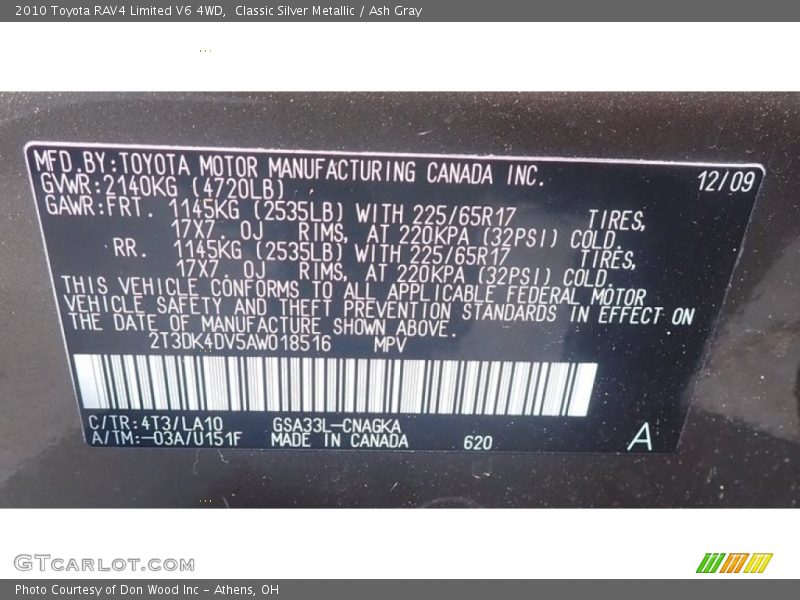 2010 Toyota RAV4 Limited V6 4WD,  Classic Silver Metallic / Ash Gray
MFD.BY:TOYOTA MOTOR MANUFACTURING CANADA INC. 12/09
GVWR:2140KG (4720LB)
GAWR:FRT. 1145KG (2535LB) WITH 225/65R17 TIRES,
17X7. 0J RIMS, AT 220KPA (32PSI) COLD.
RR. 1145KG (2535LB) WITH 225/65R17 TIRES,
17X7. 0J RIMS, AT 220KPA (32PSI) COLD.
THIS VEHICLE CONFORMS TO ALL APPLICABLE FEDERAL MOTOR
VEHICLE SAFETY AND THEFT PREVENTION STANDARDS IN EFFECT ON
THE DATE OF MANUFACTURE SHOWN ABOVE.
2T3DK4DV5AW018516 MPV
C/TR:4T3/LA10 GSA33L-CNAGKA
A/TM:-03A/U151F MADE IN CANADA 620 A
GTCarLot.com
Photo Courtesy of Don Wood Inc - Athens, OH